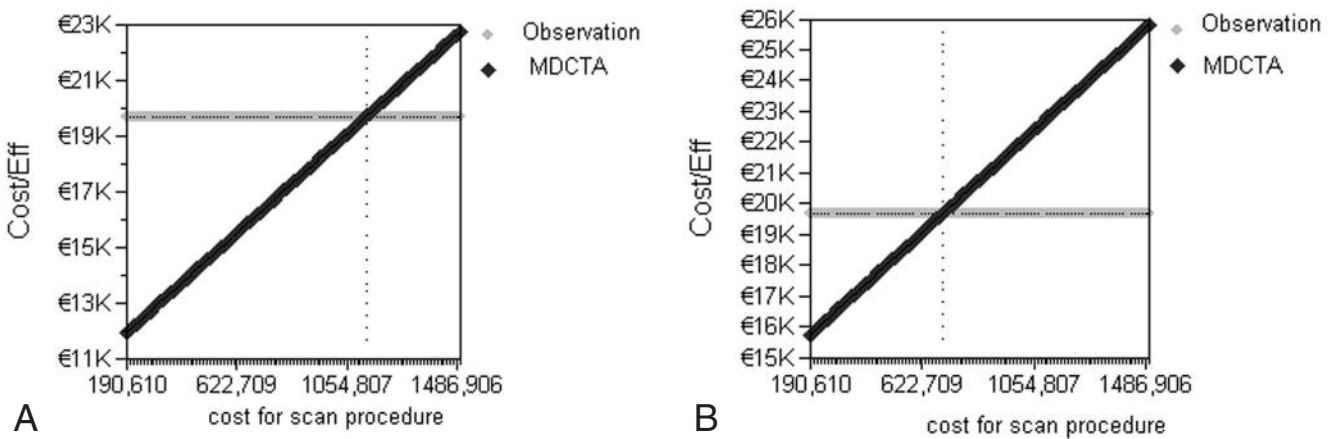 €23K
€21K
€19K
€17K
€15K
€13K
€11K
Cost/Eff
190,610 622,709 1054,807 1486,906
cost for scan procedure
Observation
MDCTA
A
€26K
€25K
€24K
€23K
€22K
€21K
€20K
€19K
€18K
€17K
€16K
€15K
Cost/Eff
190,610 622,709 1054,807 1486,906
cost for scan procedure
Observation
MDCTA
B